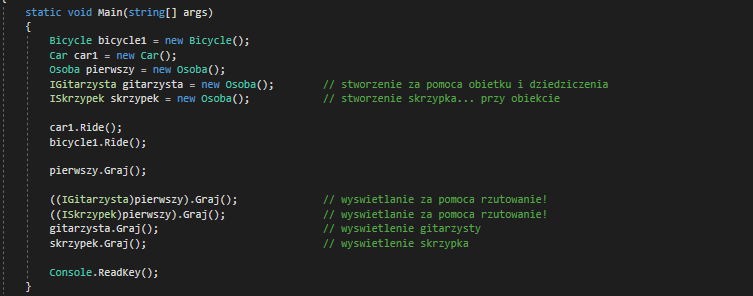 static void Main(string[] args)
{
Bicycle bicycle1 = new Bicycle();
Car car1 = new Car();
Osoba pierwszy = new Osoba();
IGitarzysta gitarzysta = new Osoba(); // stworzenie za pomoca obietku i dziedziczenia
ISkrzypek skrzypek = new Osoba(); // stworzenie skrzypka... przy obiekcie
car1.Ride();
bicycle1.Ride();
pierwszy.Graj();
((IGitarzysta)pierwszy).Graj(); // wyswietlanie za pomoca rzutowanie!
((ISkrzypek)pierwszy).Graj(); // wyswietlanie za pomoca rzutowanie!
gitarzysta.Graj(); // wyswietlenie gitarzysty
skrzypek.Graj(); // wyswietlenie skrzypka
Console.ReadKey();
}